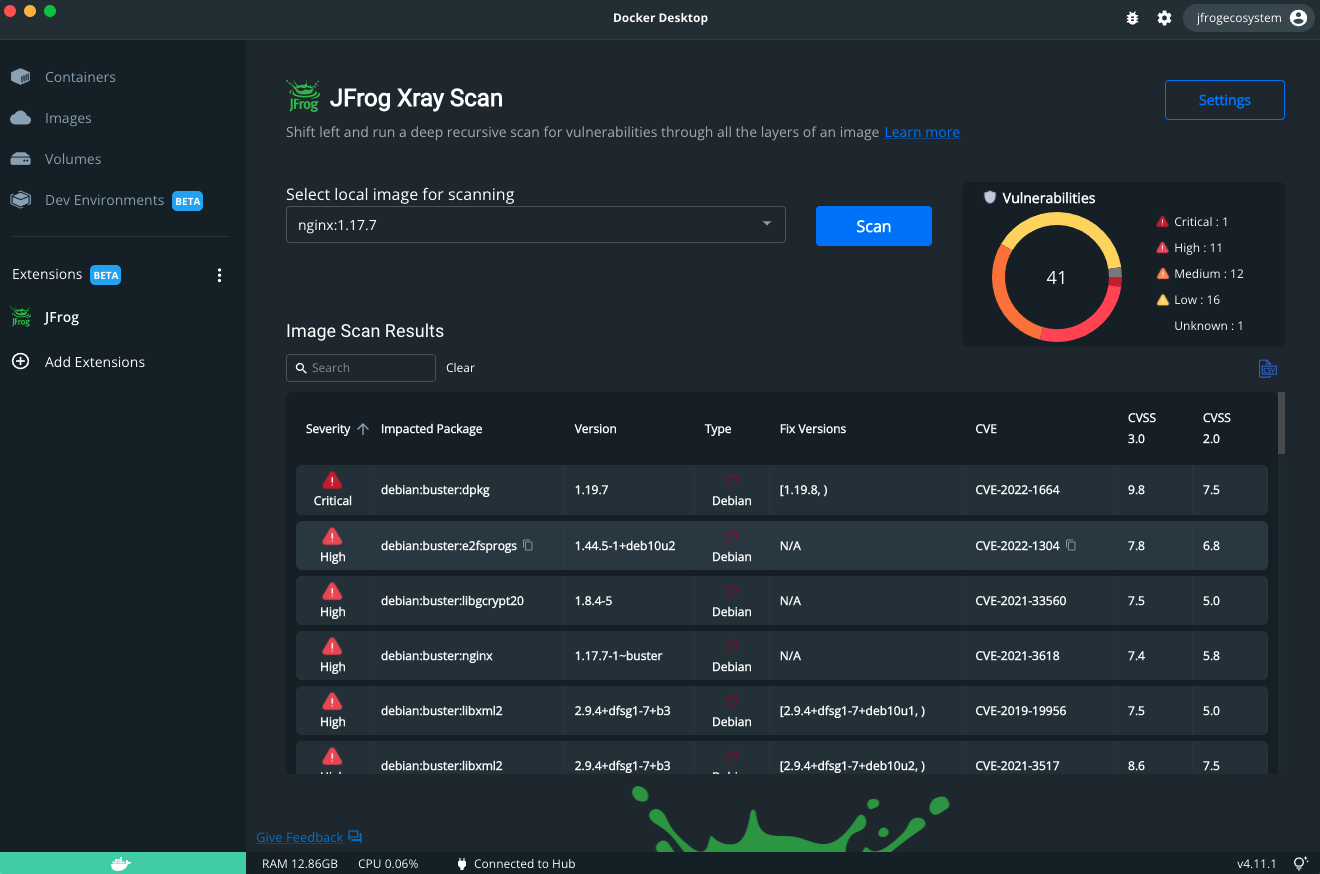 Docker Desktop
jfrogecosystem
Containers
Images
Volumes
Dev Environments BETA
Extensions BETA
JFrog
JFrog
Add Extensions
JFrog
JFrog Xray Scan
Settings
Shift left and run a deep recursive scan for vulnerabilities through all the layers of an image Learn more
Select local image for scanning
nginx:1.17.7
Scan
Vulnerabilities
41
Critical : 1
High : 11
Medium : 12
Low : 16
Unknown : 1
Image Scan Results
Search
Clear
CSV
Severity Impacted Package Version Type Fix Versions CVE CVSS 3.0 CVSS 2.0
Critical debian:buster:dpkg 1.19.7 Debian [1.19.8, ) CVE-2022-1664 9.8 7.5
High debian:buster:e2fsprogs 1.44.5-1+deb10u2 Debian N/A CVE-2022-1304 7.8 6.8
High debian:buster:libgcrypt20 1.8.4-5 Debian N/A CVE-2021-33560 7.5 5.0
High debian:buster:nginx 1.17.7-1~buster Debian N/A CVE-2021-3618 7.4 5.8
High debian:buster:libxml2 2.9.4+dfsg1-7+b3 Debian [2.9.4+dfsg1-7+deb10u1, ) CVE-2019-19956 7.5 5.0
debian:buster:libxml2 2.9.4+dfsg1-7+b3 [2.9.4+dfsg1-7+deb10u2, ) CVE-2021-3517 8.6 7.5
Give Feedback
RAM 12.86GB CPU 0.06% Connected to Hub v4.11.1